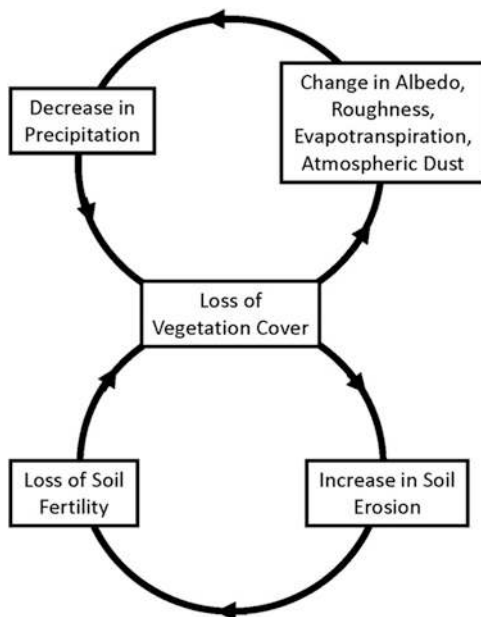 Decrease in
Precipitation
Change in Albedo,
Roughness,
Evapotranspiration,
Atmospheric Dust
Loss of
Vegetation Cover
Loss of Soil
Fertility
Increase in Soil
Erosion